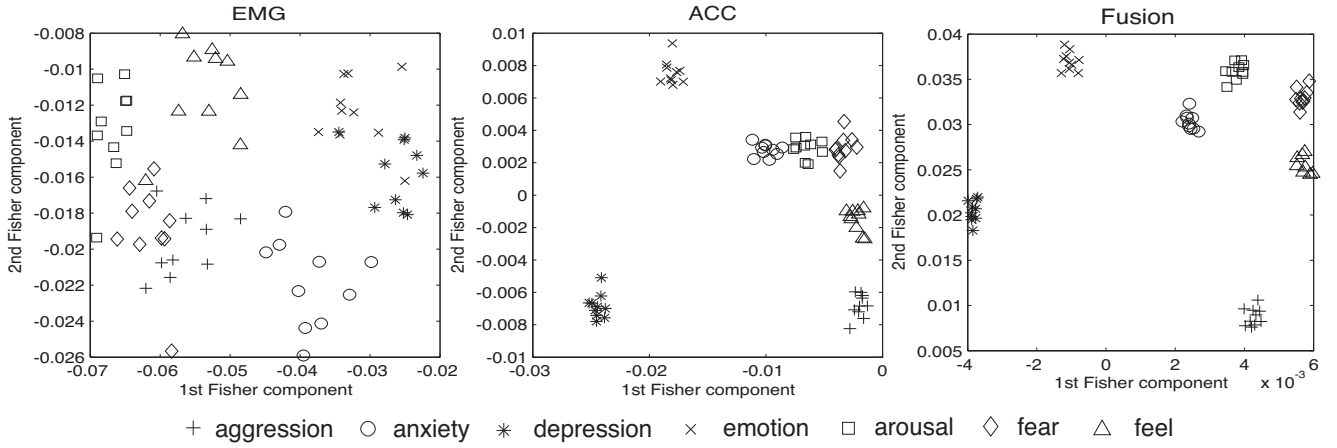 EMG
-0.008
-0.01
-0.012
-0.014
-0.016
-0.018
-0.02
-0.022
-0.024
-0.026
2nd Fisher component
-0.07 -0.06 -0.05 -0.04 -0.03 -0.02
1st Fisher component
ACC
0.01
0.008
0.006
0.004
0.002
0
-0.002
-0.004
-0.006
-0.008
-0.01
2nd Fisher component
-0.03 -0.02 -0.01 0
1st Fisher component
Fusion
0.04
0.035
0.03
0.025
0.02
0.015
0.01
0.005
2nd Fisher component
-4 -2 0 2 4 6
1st Fisher component x 10-3
aggression anxiety depression emotion arousal fear feel